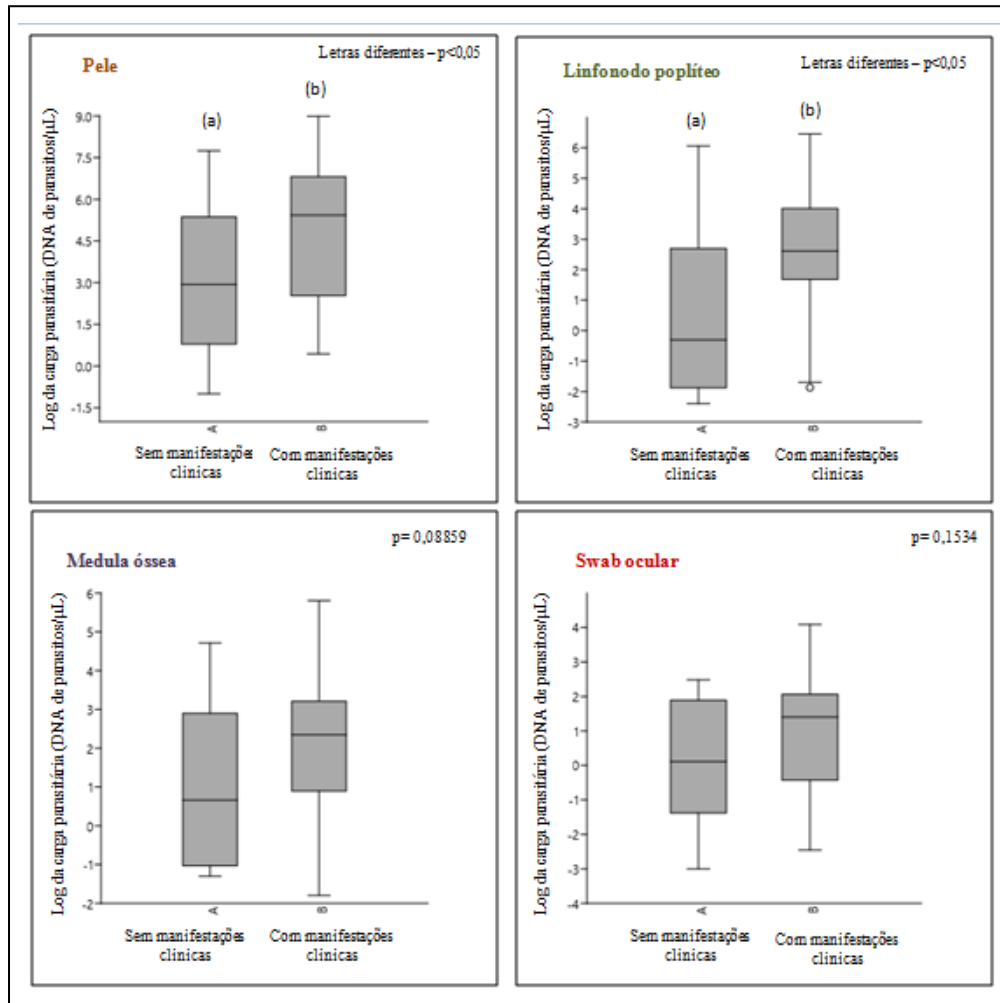 Pele
Letras diferentes – p<0,05
(a)
(b)
Log da carga parasitária (DNA de parasitos/µL)
9.0
7.5
6.0
4.5
3.0
1.5
0.0
-1.5
A
B
Sem manifestações
clínicas
Com manifestações
clínicas
Linfonodo poplíteo
Letras diferentes – p<0,05
(a)
(b)
Log da carga parasitária (DNA de parasitos/µL)
6
5
4
3
2
1
0
-1
-2
-3
A
B
Sem manifestações
clínicas
Com manifestações
clínicas
Medula óssea
p= 0,08859
Log da carga parasitária (DNA de parasitos/µL)
6
5
4
3
2
1
0
-1
-2
A
B
Sem manifestações
clínicas
Com manifestações
clínicas
Swab ocular
p= 0,1534
Log da carga parasitária (DNA de parasitos/µL)
4
3
2
1
0
-1
-2
-3
-4
A
B
Sem manifestações
clínicas
Com manifestações
clínicas